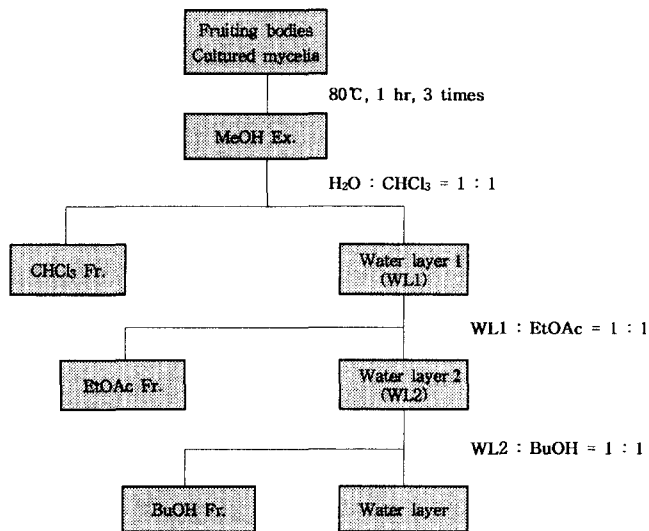 Fruiting bodies
Cultured mycelia
80℃, 1 hr, 3 times
MeOH Ex.
H₂O : CHCl₃ = 1 : 1
CHCl₃ Fr.
Water layer 1
(WL1)
WL1 : EtOAc = 1 : 1
EtOAc Fr.
Water layer 2
(WL2)
WL2 : BuOH = 1 : 1
BuOH Fr.
Water layer